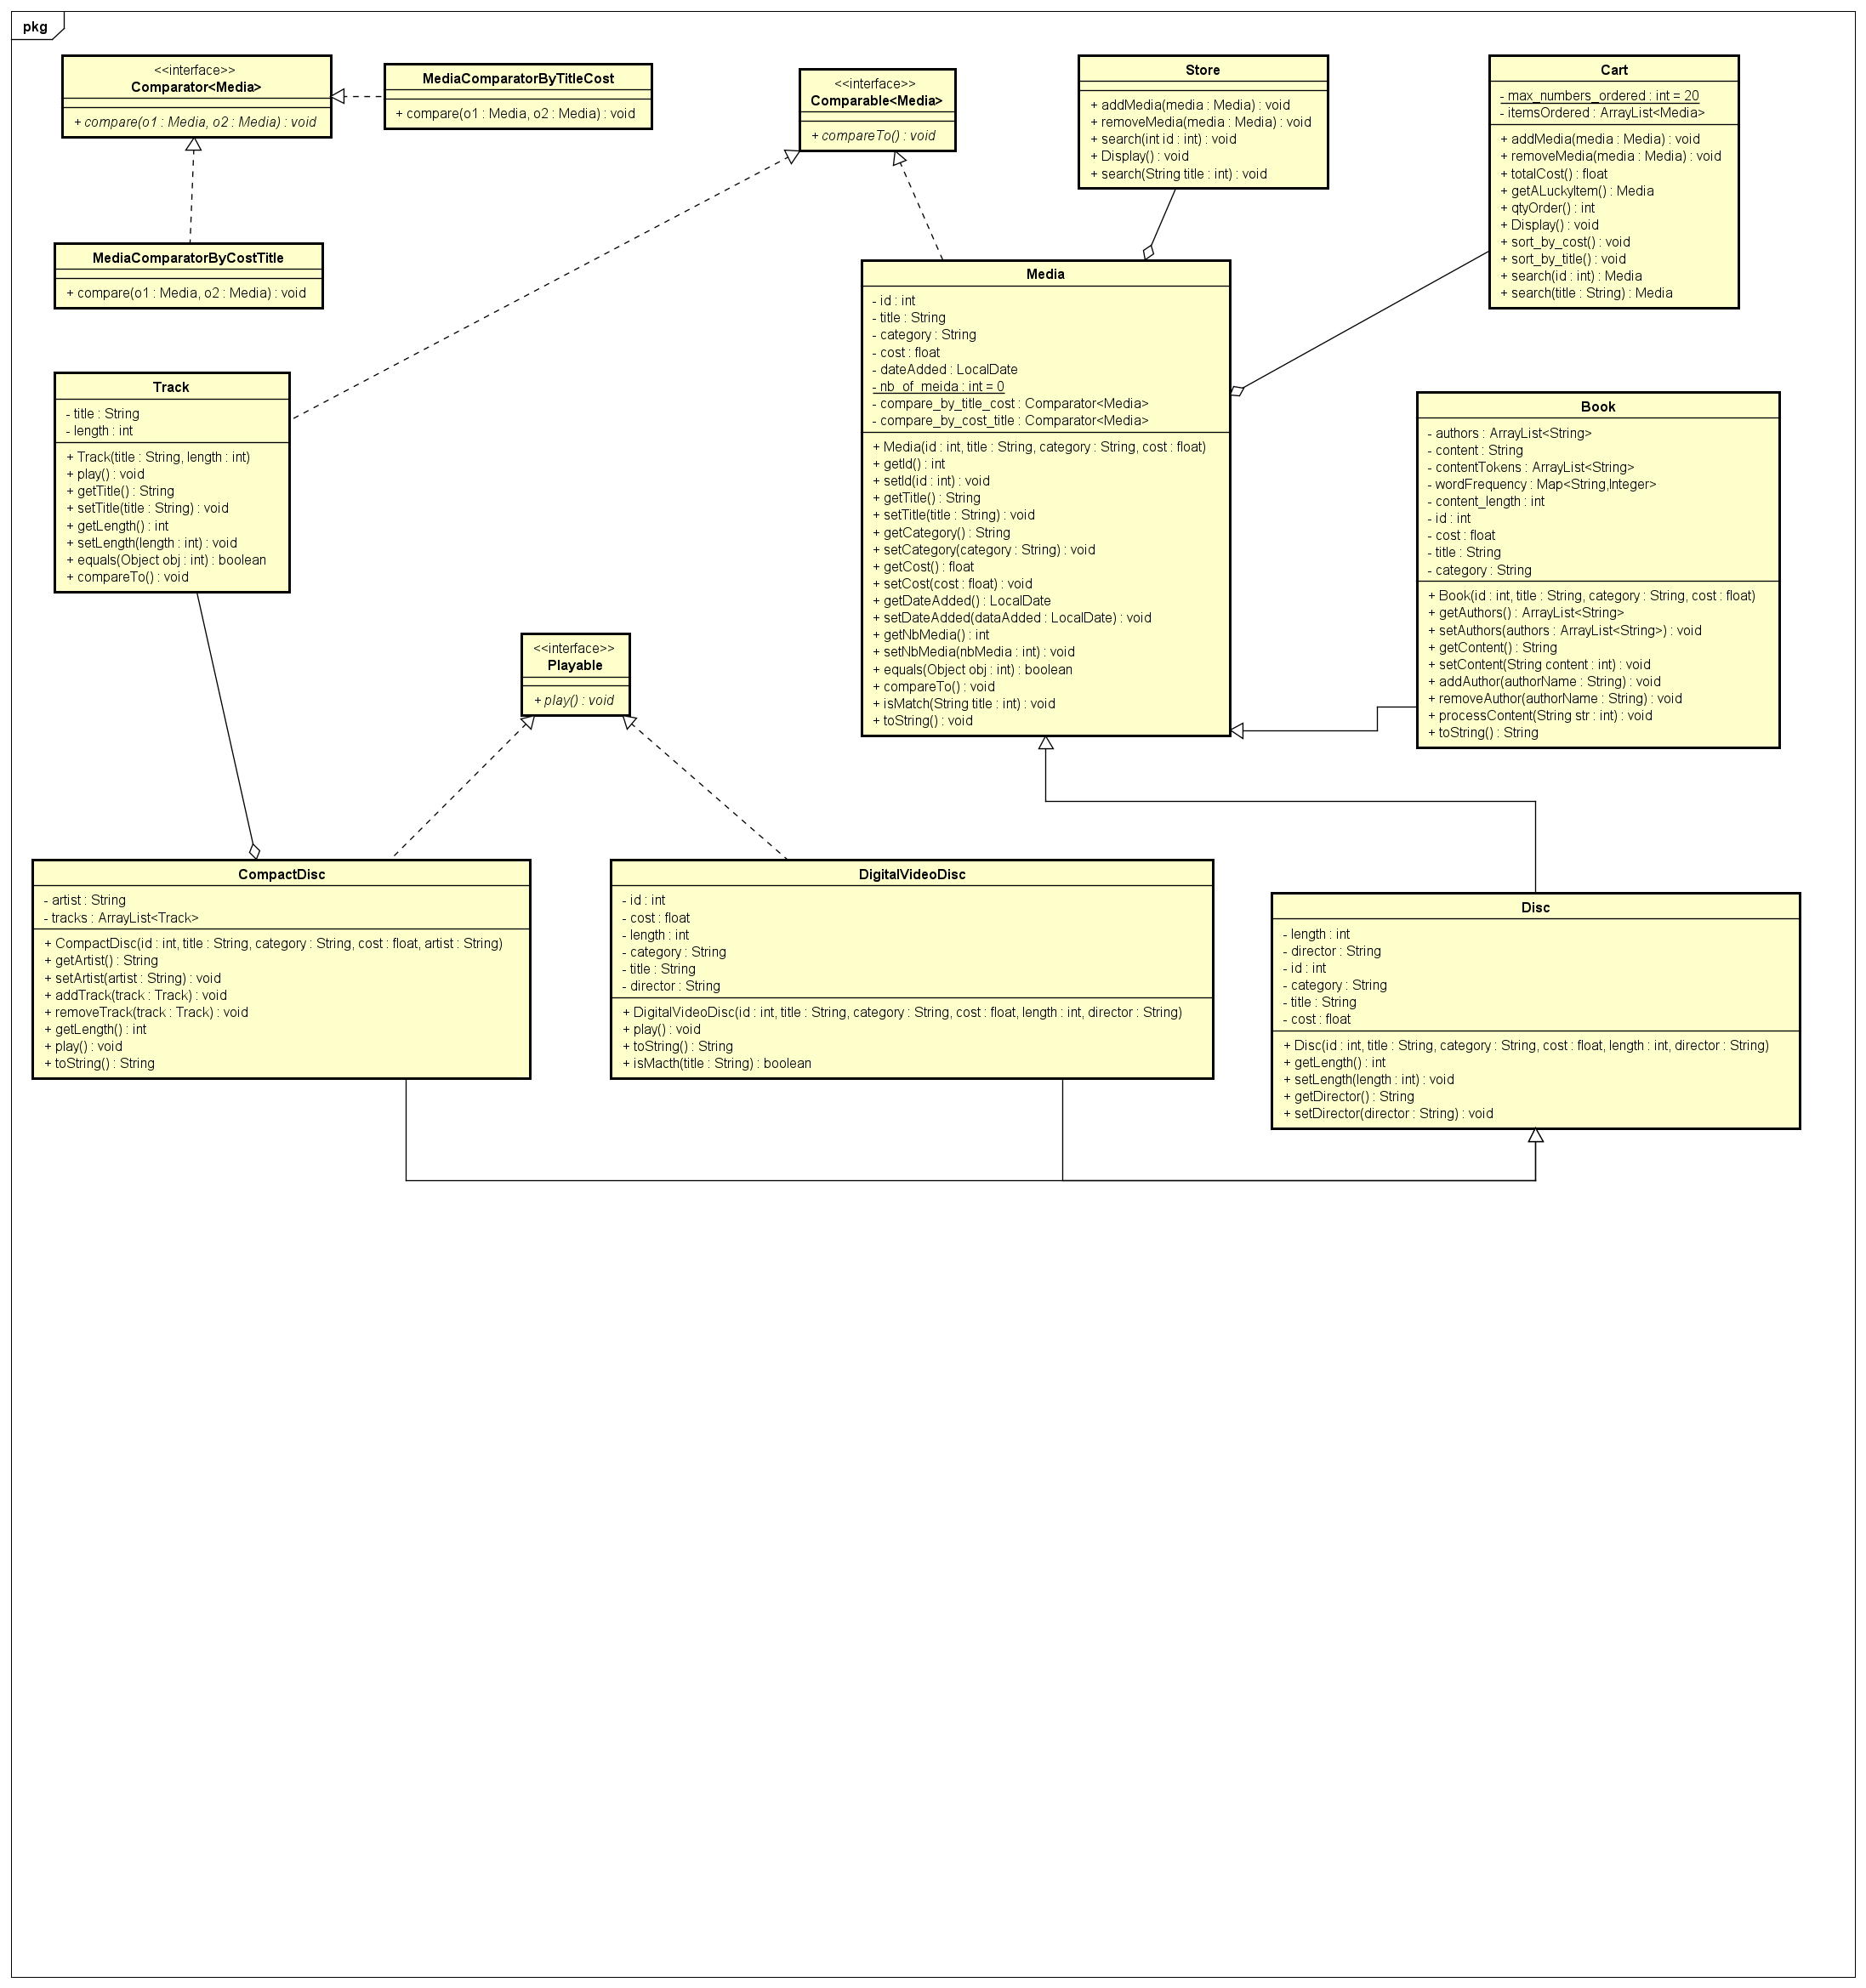 pkg
<<interface>>
Comparator<Media>
+ compare(o1 : Media, o2 : Media) : void
MediaComparatorByTitleCost
+ compare(o1 : Media, o2 : Media) : void
<<interface>>
Comparable<Media>
+ compareTo() : void
Store
+ addMedia(media : Media) : void
+ removeMedia(media : Media) : void
+ search(int id : int) : void
+ Display() : void
+ search(String title : int) : void
Cart
- max_numbers_ordered : int = 20
- itemsOrdered : ArrayList<Media>
+ addMedia(media : Media) : void
+ removeMedia(media : Media) : void
+ totalCost() : float
+ getALuckyItem() : Media
+ qtyOrder() : int
+ Display() : void
+ sort_by_cost() : void
+ sort_by_title() : void
+ search(id : int) : Media
+ search(title : String) : Media
MediaComparatorByCostTitle
+ compare(o1 : Media, o2 : Media) : void
Media
- id : int
- title : String
- category : String
- cost : float
- dateAdded : LocalDate
- nb_of_meida : int = 0
- compare_by_title_cost : Comparator<Media>
- compare_by_cost_title : Comparator<Media>
+ Media(id : int, title : String, category : String, cost : float)
+ getId() : int
+ setId(id : int) : void
+ getTitle() : String
+ setTitle(title : String) : void
+ getCategory() : String
+ setCategory(category : String) : void
+ getCost() : float
+ setCost(cost : float) : void
+ getDateAdded() : LocalDate
+ setDateAdded(dataAdded : LocalDate) : void
+ getNbMedia() : int
+ setNbMedia(nbMedia : int) : void
+ equals(Object obj : int) : boolean
+ compareTo() : void
+ isMatch(String title : int) : void
+ toString() : void
Track
- title : String
- length : int
+ Track(title : String, length : int)
+ play() : void
+ getTitle() : String
+ setTitle(title : String) : void
+ getLength() : int
+ setLength(length : int) : void
+ equals(Object obj : int) : boolean
+ compareTo() : void
Book
- authors : ArrayList<String>
- content : String
- contentTokens : ArrayList<String>
- wordFrequency : Map<String,Integer>
- content_length : int
- id : int
- cost : float
- title : String
- category : String
+ Book(id : int, title : String, category : String, cost : float)
+ getAuthors() : ArrayList<String>
+ setAuthors(authors : ArrayList<String>) : void
+ getContent() : String
+ setContent(String content : int) : void
+ addAuthor(authorName : String) : void
+ removeAuthor(authorName : String) : void
+ processContent(String str : int) : void
+ toString() : String
<<interface>>
Playable
+ play() : void
CompactDisc
- artist : String
- tracks : ArrayList<Track>
+ CompactDisc(id : int, title : String, category : String, cost : float, artist : String)
+ getArtist() : String
+ setArtist(artist : String) : void
+ addTrack(track : Track) : void
+ removeTrack(track : Track) : void
+ getLength() : int
+ play() : void
+ toString() : String
DigitalVideoDisc
- id : int
- cost : float
- length : int
- category : String
- title : String
- director : String
+ DigitalVideoDisc(id : int, title : String, category : String, cost : float, length : int, director : String)
+ play() : void
+ toString() : String
+ isMacth(title : String) : boolean
Disc
- length : int
- director : String
- id : int
- category : String
- title : String
- cost : float
+ Disc(id : int, title : String, category : String, cost : float, length : int, director : String)
+ getLength() : int
+ setLength(length : int) : void
+ getDirector() : String
+ setDirector(director : String) : void